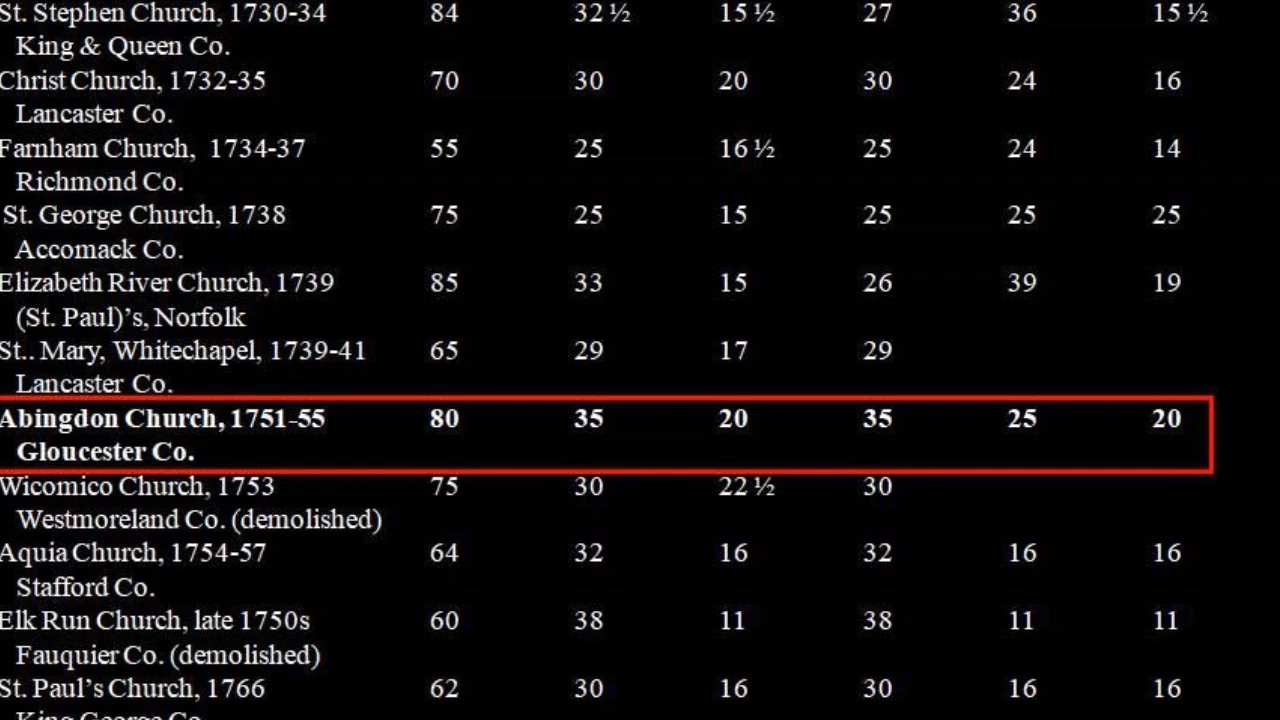 St. Stephen Church, 1730-34 84 32 ½ 15 ½ 27 36 15 ½
King & Queen Co.
Christ Church, 1732-35 70 30 20 30 24 16
Lancaster Co.
Farnham Church, 1734-37 55 25 16 ½ 25 24 14
Richmond Co.
St. George Church, 1738 75 25 15 25 25 25
Accomack Co.
Elizabeth River Church, 1739 85 33 15 26 39 19
(St. Paul)’s, Norfolk
St.. Mary, Whitechapel, 1739-41 65 29 17 29
Lancaster Co.
Abingdon Church, 1751-55 80 35 20 35 25 20
Gloucester Co.
Wicomico Church, 1753 75 30 22 ½ 30
Westmoreland Co. (demolished)
Aquia Church, 1754-57 64 32 16 32 16 16
Stafford Co.
Elk Run Church, late 1750s 60 38 11 38 11 11
Fauquier Co. (demolished)
St. Paul’s Church, 1766 62 30 16 30 16 16
King George Co.